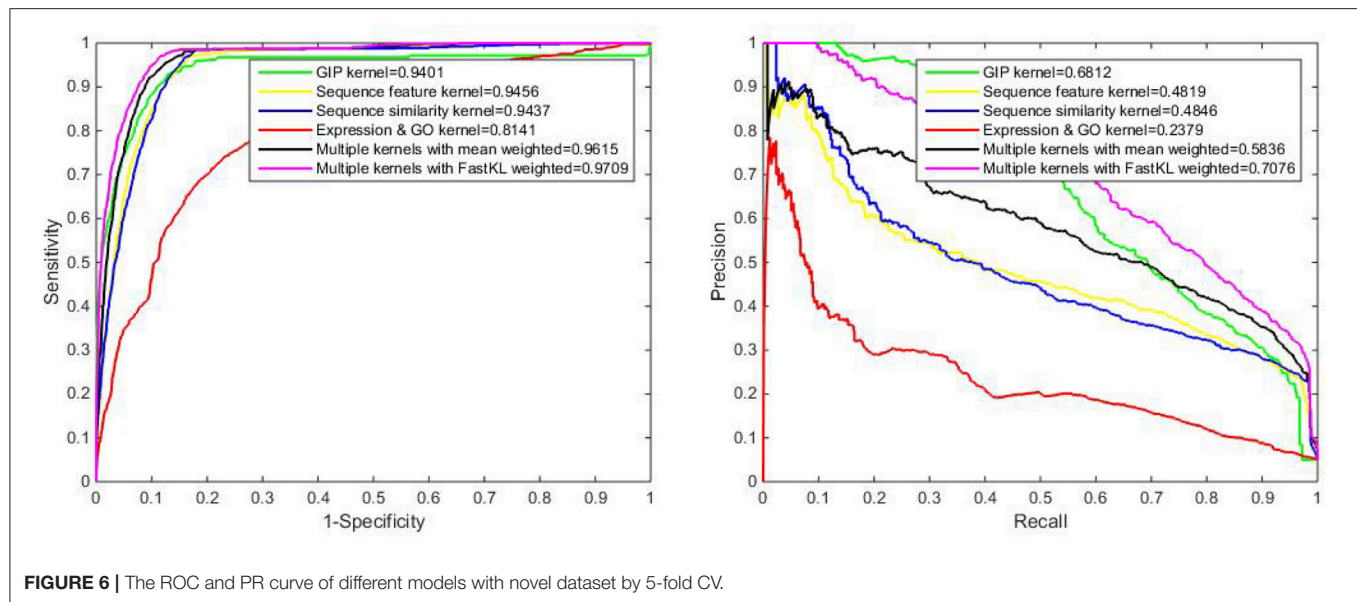 1
0.9
0.8
0.7
0.6
0.5
0.4
0.3
0.2
0.1
0
Sensitivity
GIP kernel=0.9401
Sequence feature kernel=0.9456
Sequence similarity kernel=0.9437
Expression & GO kernel=0.8141
Multiple kernels with mean weighted=0.9615
Multiple kernels with FastKL weighted=0.9709
0 0.1 0.2 0.3 0.4 0.5 0.6 0.7 0.8 0.9 1
1-Specificity
1
0.9
0.8
0.7
0.6
0.5
0.4
0.3
0.2
0.1
0
Precision
GIP kernel=0.6812
Sequence feature kernel=0.4819
Sequence similarity kernel=0.4846
Expression & GO kernel=0.2379
Multiple kernels with mean weighted=0.5836
Multiple kernels with FastKL weighted=0.7076
0 0.1 0.2 0.3 0.4 0.5 0.6 0.7 0.8 0.9 1
Recall
FIGURE 6 | The ROC and PR curve of different models with novel dataset by 5-fold CV.